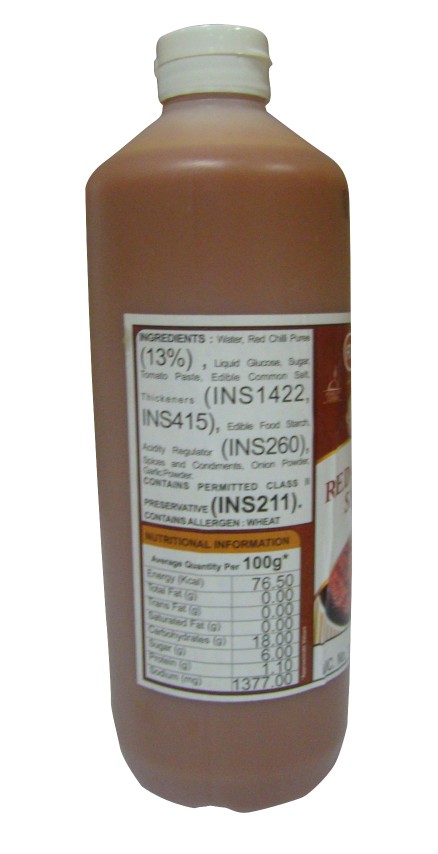 INGREDIENTS : Water, Red Chilli Puree
(13%) , Liquid Glucose, Sugar,
Tomato Paste, Edible Common Salt,
Thickeners (INS1422,
INS415), Edible Food Starch,
Acidity Regulator (INS260),
Spices and Condiments, Onion Powder,
Garlic Powder.
CONTAINS PERMITTED CLASS II
PRESERVATIVE (INS211).
CONTAINS ALLERGEN : WHEAT
NUTRITIONAL INFORMATION
Average Quantity Per 100g*
Energy (Kcal) 76.50
Total Fat (g) 0.00
Trans Fat (g) 0.00
Saturated Fat (g) 0.00
Carbohydrates (g) 18.00
Sugar (g) 6.00
Protein (g) 1.10
Sodium (mg) 1377.00
RED
S